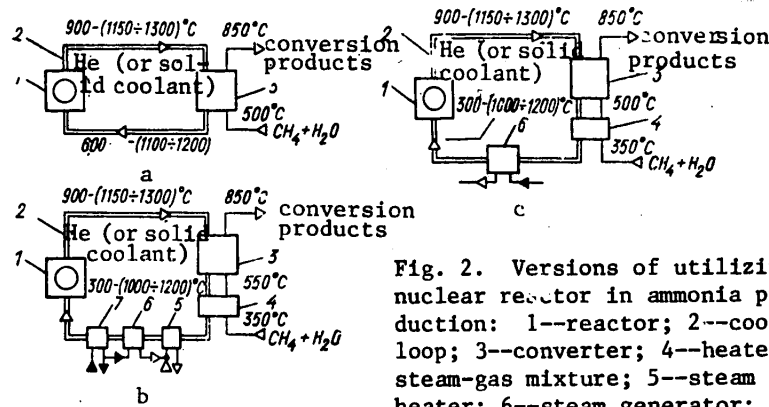 900-(1150÷1300)°C
850°C
2
conversion
products
He (or sol-
id coolant)
500°C
CH₄+H₂O
600 -(1100÷1200)
a
900-(1150÷1300)°C
850°C
2
conversion
products
He (or solid
coolant)
3
1
300-(1000÷1200)°C
500°C
6
4
350°C
CH₄+H₂O
c
900-(1150÷1300)°C
850°C
2
conversion
products
He (or solid
coolant)
1
3
300-(1000÷1200)°C
550°C
7 6 5
4
350°C
CH₄+H₂O
b
Fig. 2. Versions of utilizi
nuclear in ammonia p
duction: 1--reactor; 2--coo
loop; 3--converter; 4--heate
steam-gas mixture; 5--steam
heater; 6--steam generator;